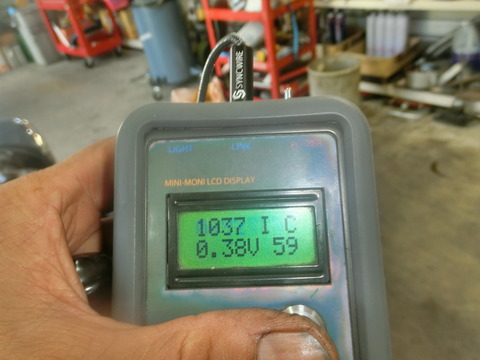 SYNCWIRE
LIGHT LINK
MINI-MONI LCD DISPLAY
1037 I C
0.38V 59